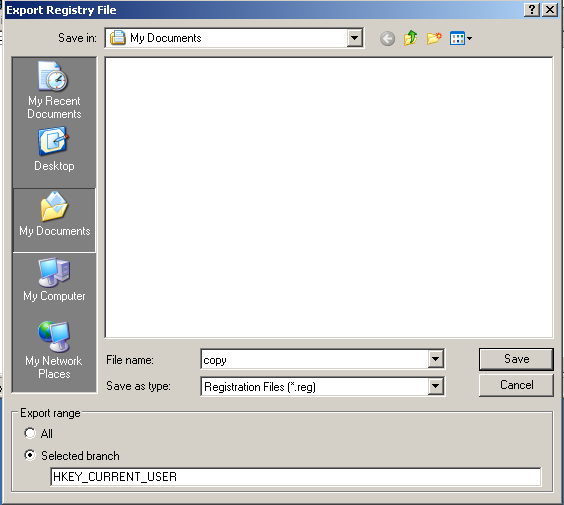 Export Registry File
Save in:
My Documents
My Recent
Documents
Desktop
My Documents
My Computer
My Network
Places
File name:
copy
Save
Save as type:
Registration Files (*.reg)
Cancel
Export range
All
Selected branch
HKEY_CURRENT_USER